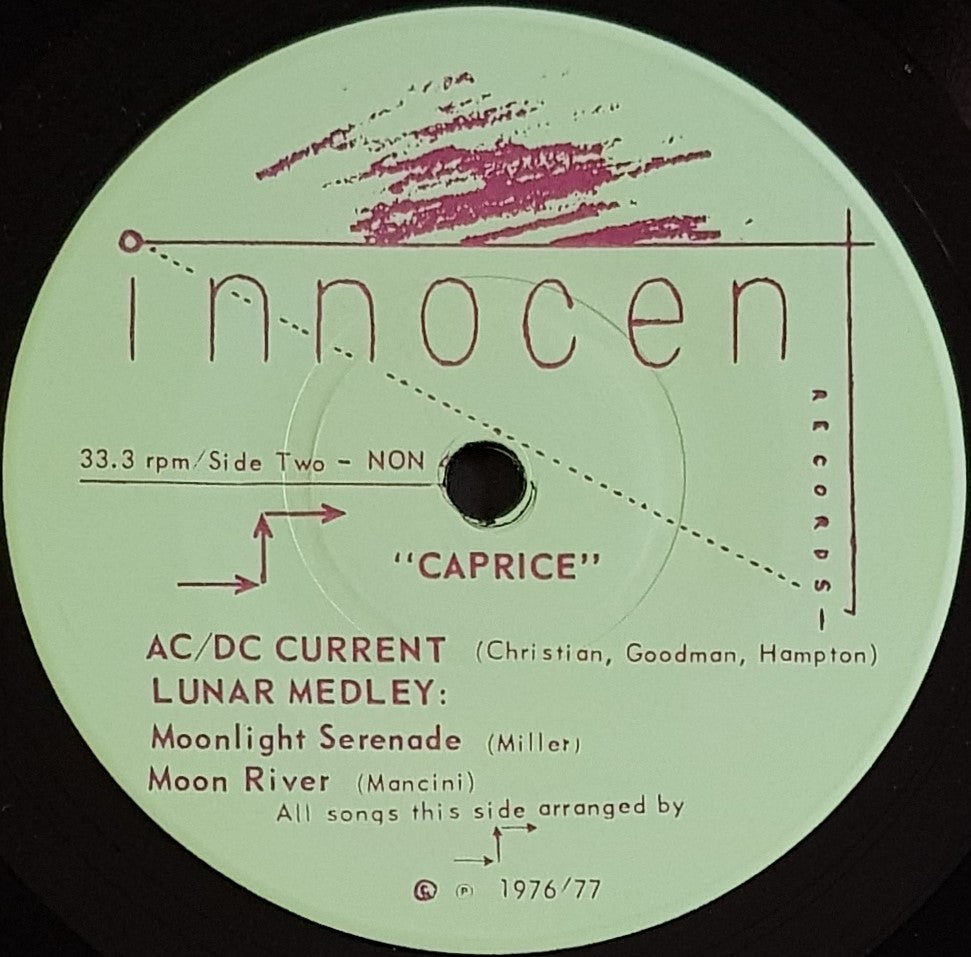 innocen
RECORDS–
33.3 rpm/Side Two – NON
"CAPRICE"
AC/DC CURRENT (Christian, Goodman, Hampton)
LUNAR MEDLEY:
Moonlight Serenade (Miller)
Moon River (Mancini)
All songs this side arranged by
© ℗ 1976/77